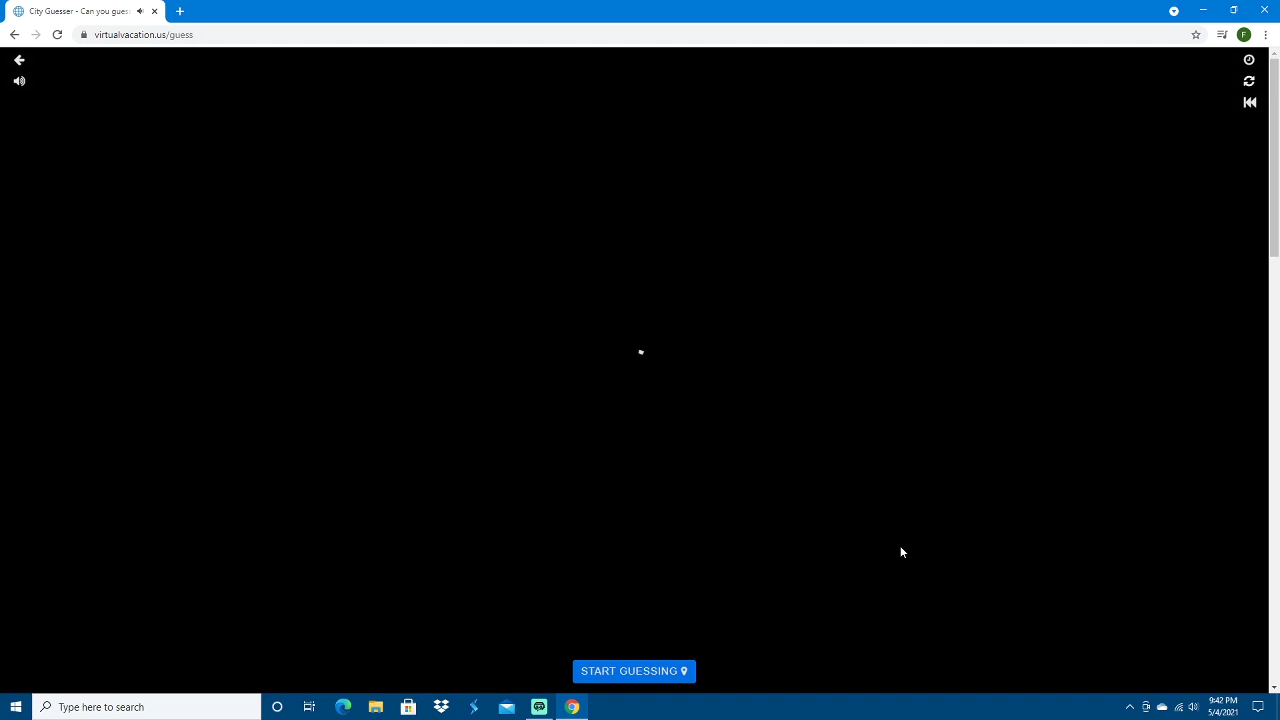 City Guesser - Can you gues
virtualvacation.us/guess
F
START GUESSING
Type here to search
9:42 PM
5/4/2021